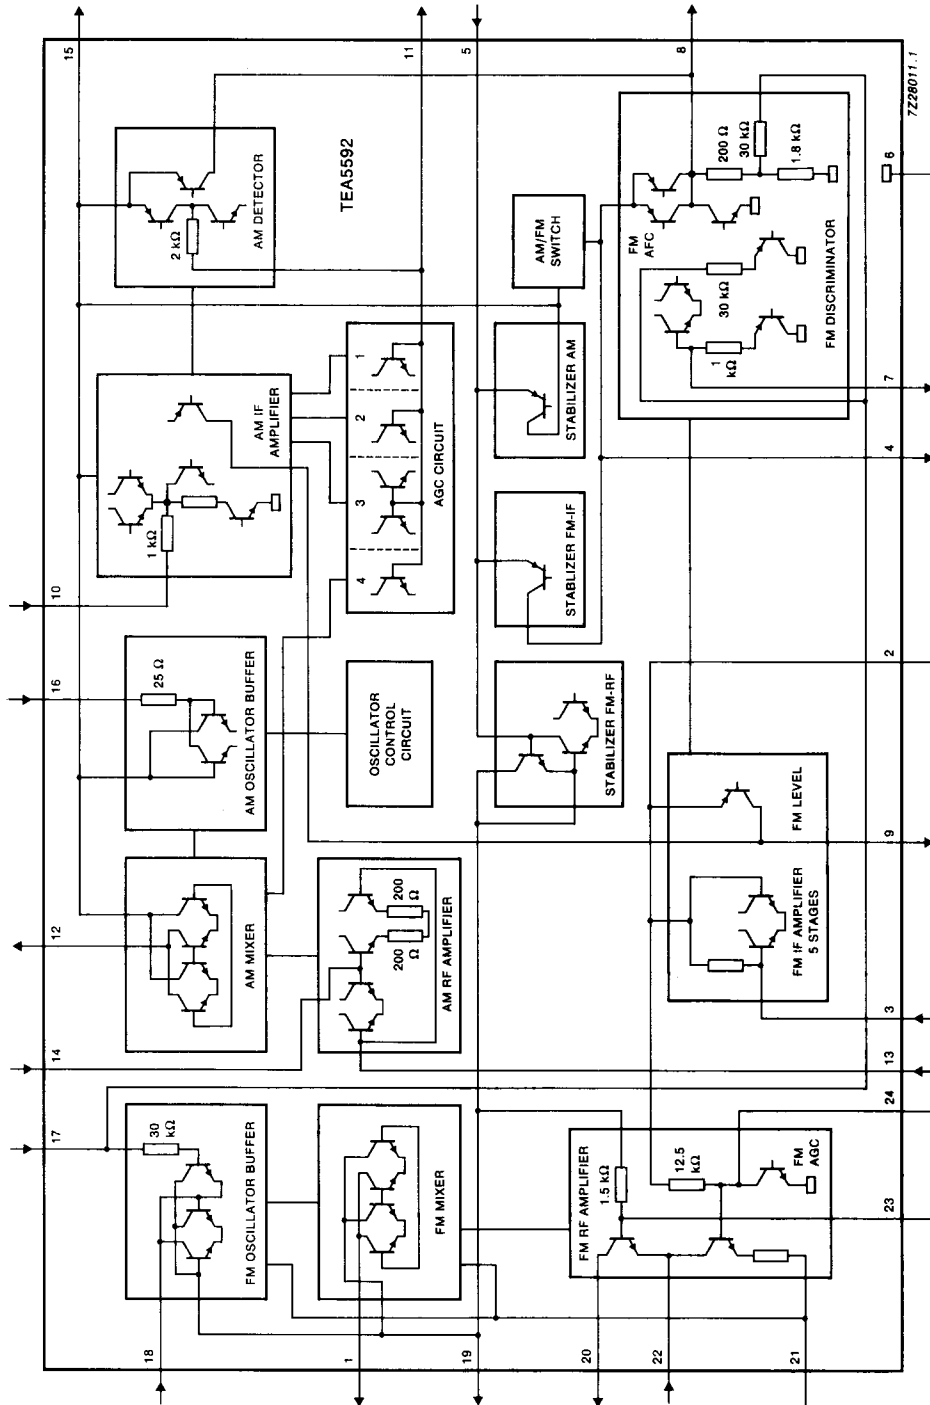 17
14
12
16
10
15
18
30
kΩ
FM OSCILLATOR BUFFER
AM MIXER
25 Ω
AM OSCILLATOR BUFFER
1 kΩ
AM IF
AMPLIFIER
2 kΩ
AM DETECTOR
TEA5592
1
FM MIXER
200
Ω
200
Ω
AM RF AMPLIFIER
OSCILLATOR
CONTROL
CIRCUIT
4
3
2
1
AGC CIRCUIT
11
19
STABILIZER FM-RF
STABLIZER FM-IF
STABILIZER AM
AM/FM
SWITCH
5
20
22
21
FM RF AMPLIFIER
1.5 kΩ
12.5
kΩ
FM
AGC
FM IF AMPLIFIER
5 STAGES
FM LEVEL
FM
AFC
1
kΩ
30 kΩ
200 Ω
30 kΩ
1.8 kΩ
FM DISCRIMINATOR
8
23
24
13
3
9
2
4
7
6
7Z28011.1